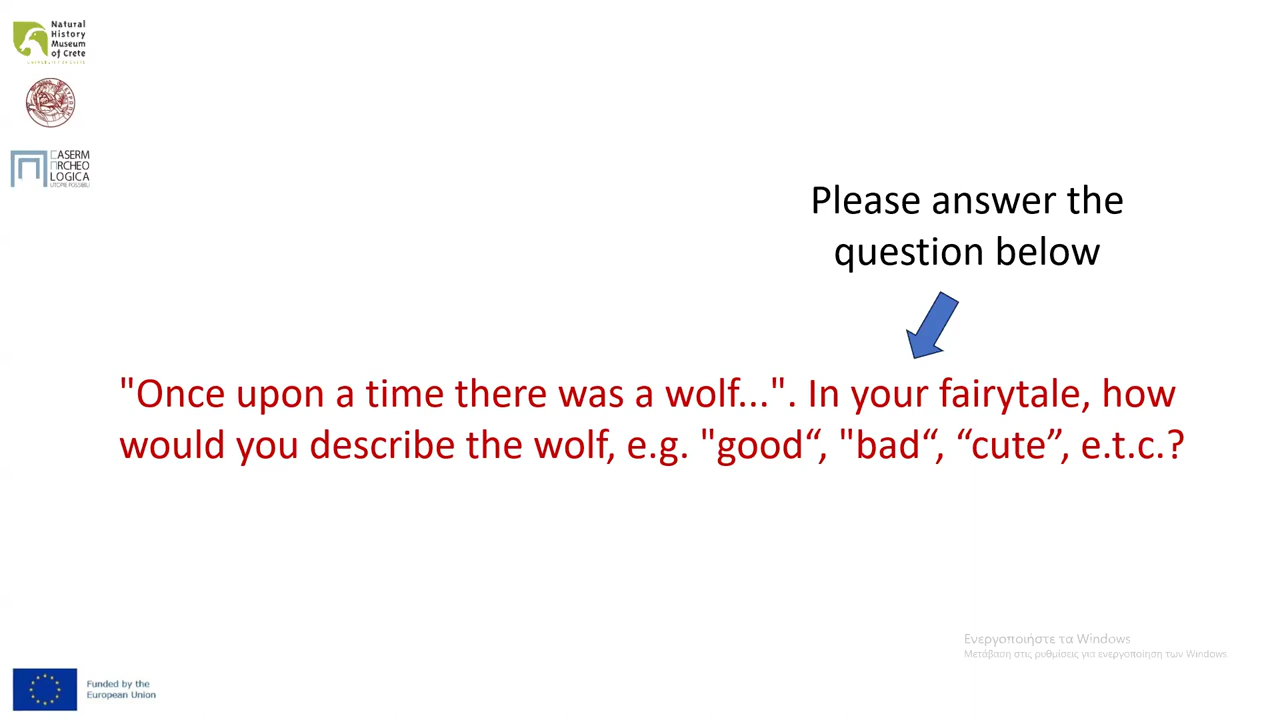 Natural
History
Museum
of Crete
CASERM
ARCHEO
LOGICA
UTOPIE POSSIBILI
Please answer the
question below
"Once upon a time there was a wolf...". In your fairytale, how
would you describe the wolf, e.g. "good“, "bad“, “cute”, e.t.c.?
Ενεργοποιήστε τα Windows
Μετάβαση στις ρυθμίσεις για ενεργοποίηση των Windows.
Funded by the
European Union